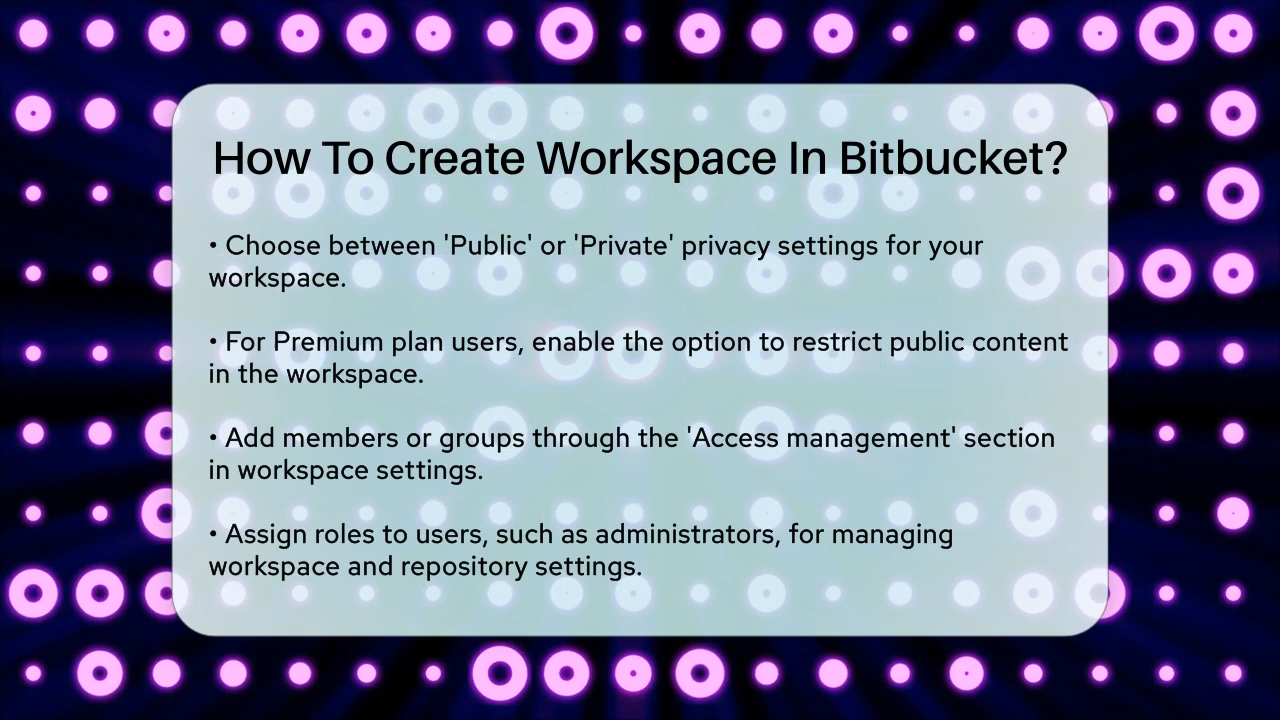 How To Create Workspace In Bitbucket?
• Choose between 'Public' or 'Private' privacy settings for your
workspace.
• For Premium plan users, enable the option to restrict public content
in the workspace.
• Add members or groups through the 'Access management' section
in workspace settings.
• Assign roles to users, such as administrators, for managing
workspace and repository settings.